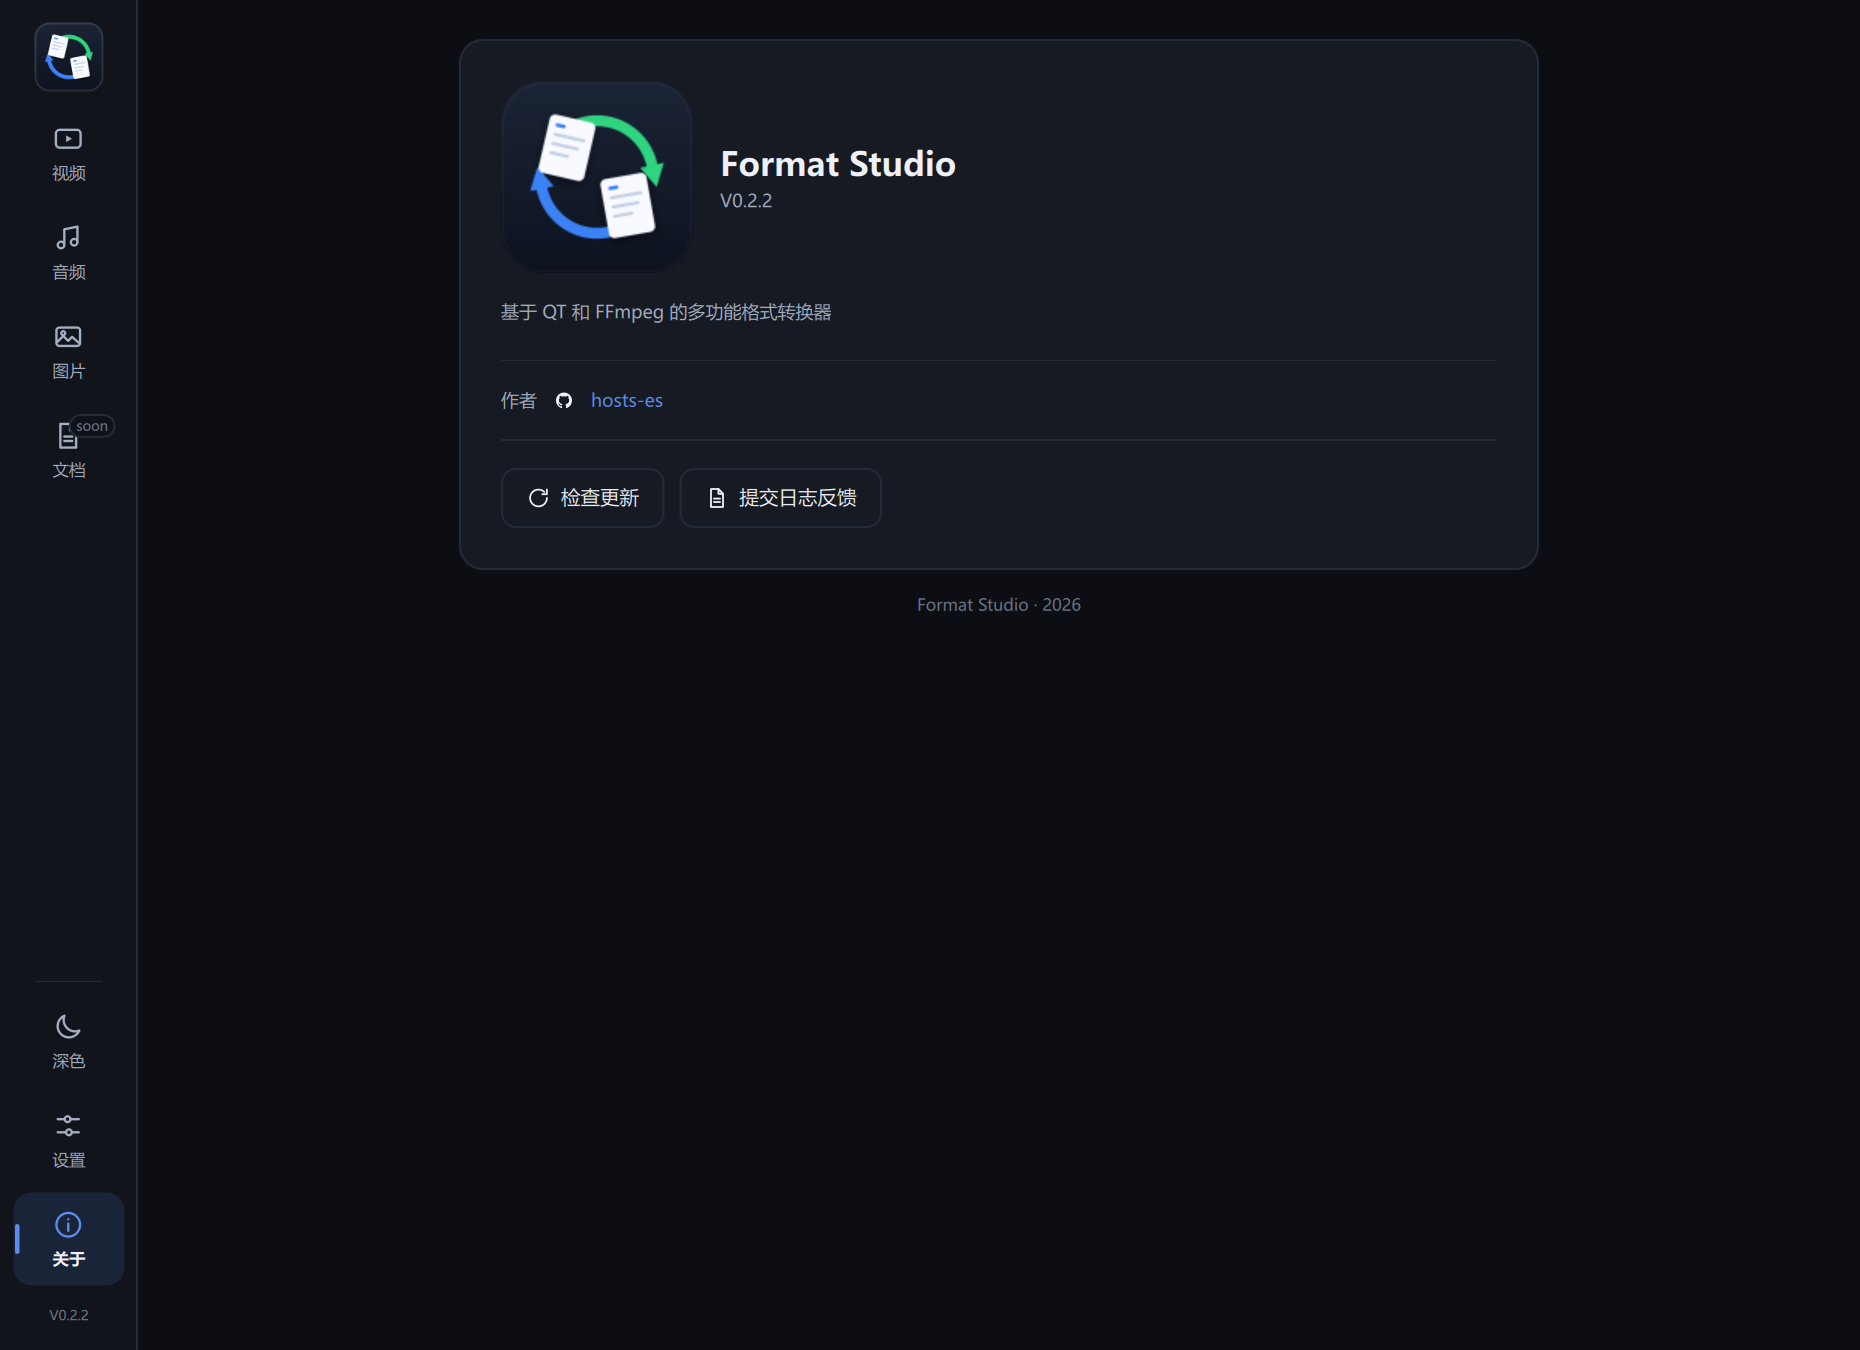 视频
音频
图片
soon
文档
深色
设置
关于
V0.2.2
Format Studio
V0.2.2
基于 QT 和 FFmpeg 的多功能格式转换器
作者 hosts-es
检查更新 提交日志反馈
Format Studio · 2026